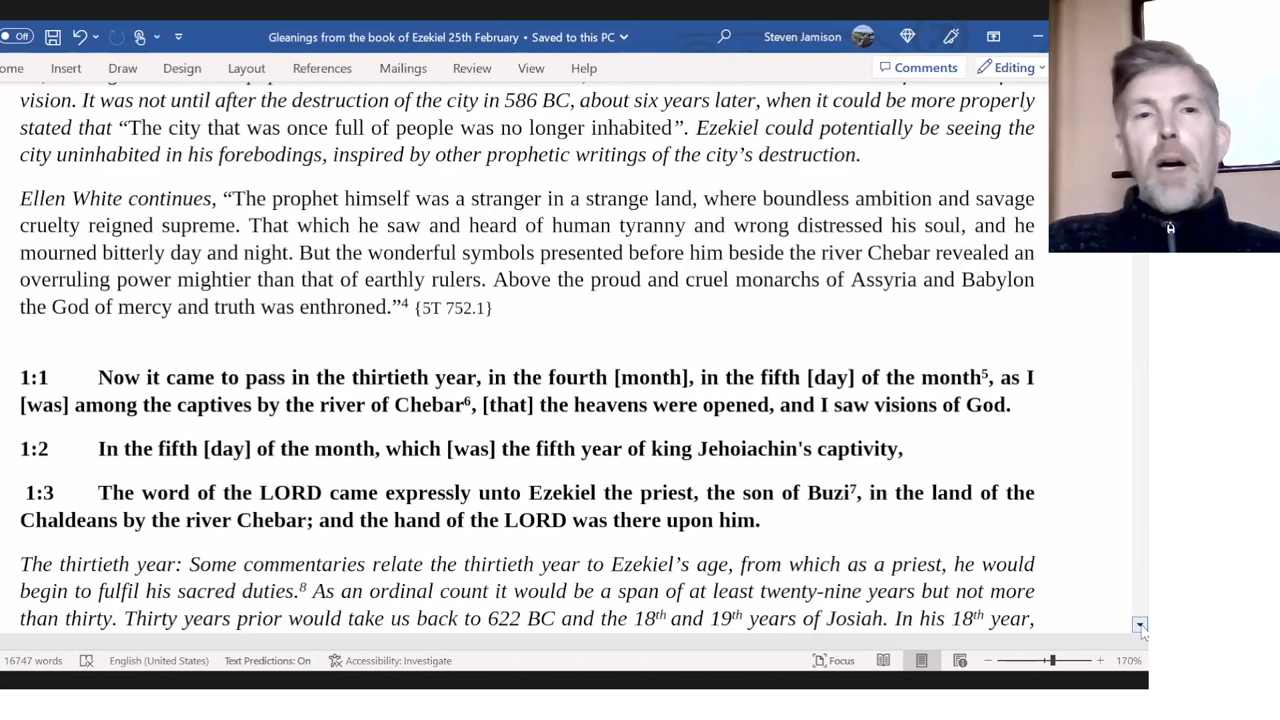 Off
Gleanings from the book of Ezekiel 25th February • Saved to this PC
Steven Jamison
ome Insert Draw Design Layout References Mailings Review View Help Comments Editing
vision. It was not until after the destruction of the city in 586 BC, about six years later, when it could be more properly
stated that “The city that was once full of people was no longer inhabited”. Ezekiel could potentially be seeing the
city uninhabited in his forebodings, inspired by other prophetic writings of the city’s destruction.
Ellen White continues, “The prophet himself was a stranger in a strange land, where boundless ambition and savage
cruelty reigned supreme. That which he saw and heard of human tyranny and wrong distressed his soul, and he
mourned bitterly day and night. But the wonderful symbols presented before him beside the river Chebar revealed an
overruling power mightier than that of earthly rulers. Above the proud and cruel monarchs of Assyria and Babylon
the God of mercy and truth was enthroned.”⁴ {5T 752.1}
1:1 Now it came to pass in the thirtieth year, in the fourth [month], in the fifth [day] of the month⁵, as I
[was] among the captives by the river of Chebar⁶, [that] the heavens were opened, and I saw visions of God.
1:2 In the fifth [day] of the month, which [was] the fifth year of king Jehoiachin's captivity,
1:3 The word of the LORD came expressly unto Ezekiel the priest, the son of Buzi⁷, in the land of the
Chaldeans by the river Chebar; and the hand of the LORD was there upon him.
The thirtieth year: Some commentaries relate the thirtieth year to Ezekiel’s age, from which as a priest, he would
begin to fulfil his sacred duties.⁸ As an ordinal count it would be a span of at least twenty-nine years but not more
than thirty. Thirty years prior would take us back to 622 BC and the 18th and 19th years of Josiah. In his 18th year,
16747 words English (United States) Text Predictions: On Accessibility: Investigate Focus 170%